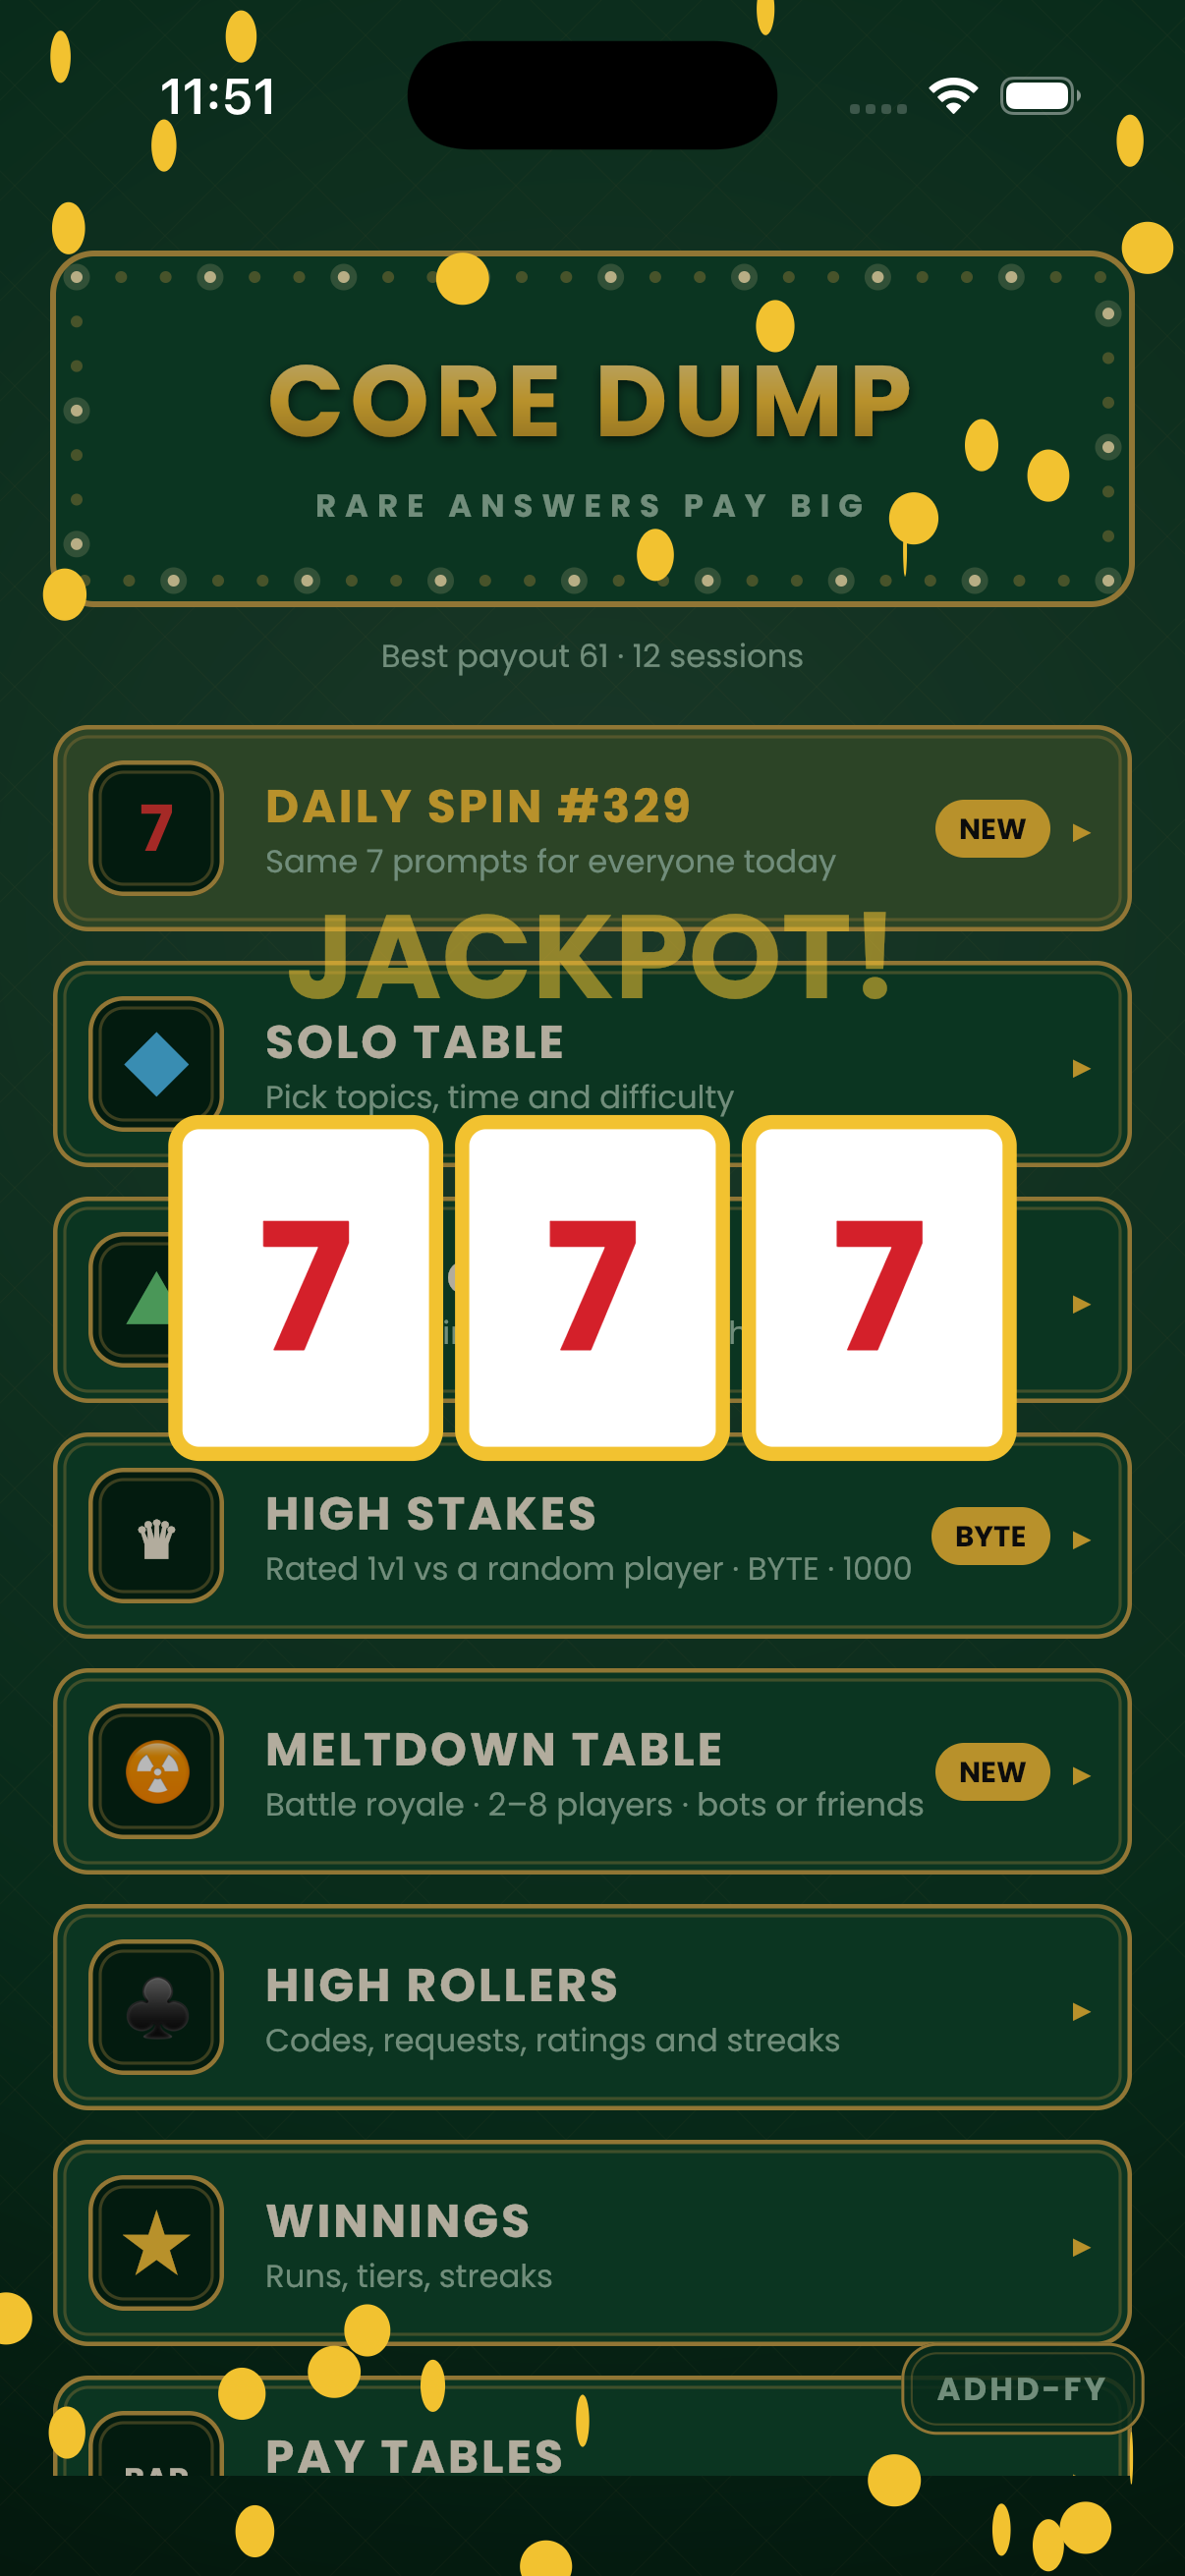 11:51
CORE DUMP
RARE ANSWERS PAY BIG
Best payout 61 · 12 sessions
7
DAILY SPIN #329
Same 7 prompts for everyone today
NEW
JACKPOT!
SOLO TABLE
Pick topics, time and difficulty
7 7 7
HIGH STAKES
Rated 1v1 vs a random player · BYTE · 1000
BYTE
MELTDOWN TABLE
Battle royale · 2–8 players · bots or friends
NEW
HIGH ROLLERS
Codes, requests, ratings and streaks
WINNINGS
Runs, tiers, streaks
ADHD-FY
PAY TABLES